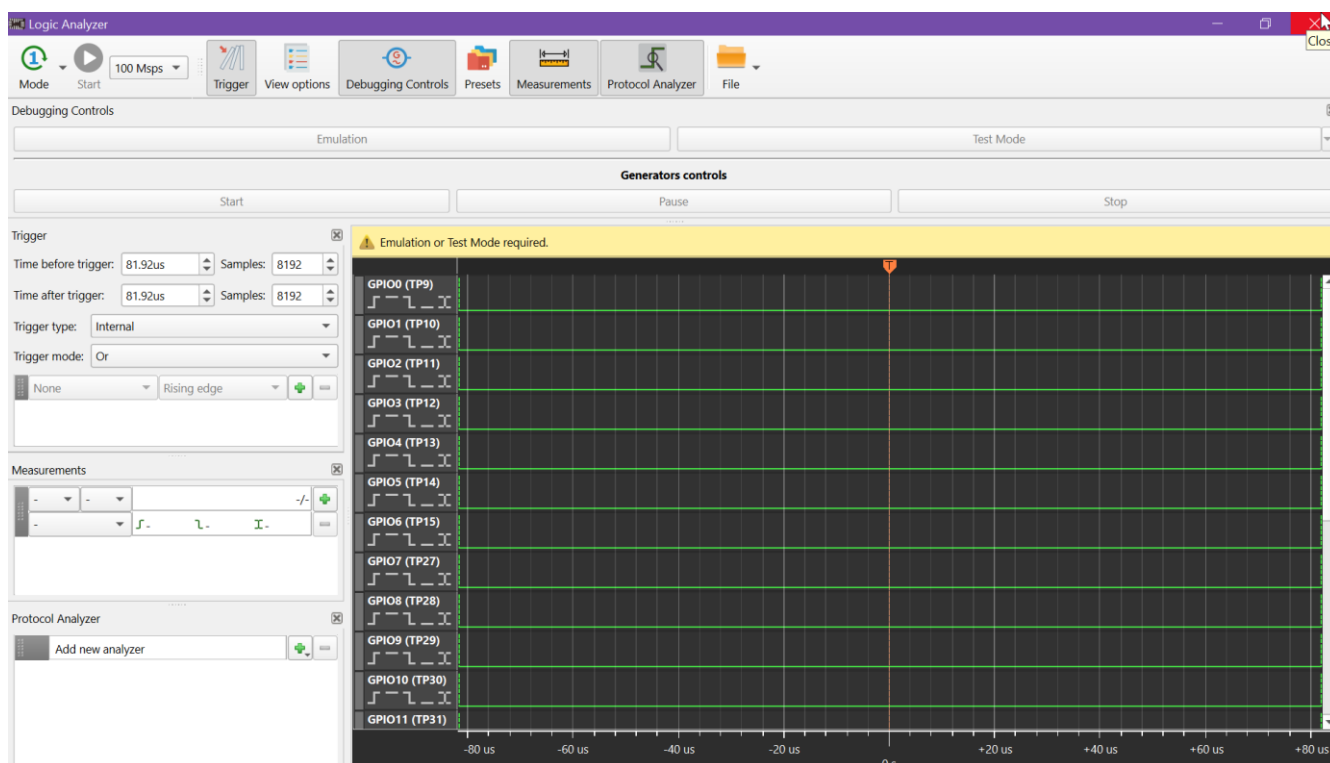 Logic Analyzer
Clos
Mode
Start
100 Msps
Trigger
View options
Debugging Controls
Presets
Measurements
Protocol Analyzer
File
Debugging Controls
Emulation
Test Mode
Generators controls
Start
Pause
Stop
Trigger
Time before trigger: 81.92us Samples: 8192
Time after trigger: 81.92us Samples: 8192
Trigger type: Internal
Trigger mode: Or
None Rising edge
Measurements
- - -/-
- - - -
Protocol Analyzer
Add new analyzer
Emulation or Test Mode required.
T
GPIO0 (TP9)
GPIO1 (TP10)
GPIO2 (TP11)
GPIO3 (TP12)
GPIO4 (TP13)
GPIO5 (TP14)
GPIO6 (TP15)
GPIO7 (TP27)
GPIO8 (TP28)
GPIO9 (TP29)
GPIO10 (TP30)
GPIO11 (TP31)
-80 us -60 us -40 us -20 us +20 us +40 us +60 us +80 us